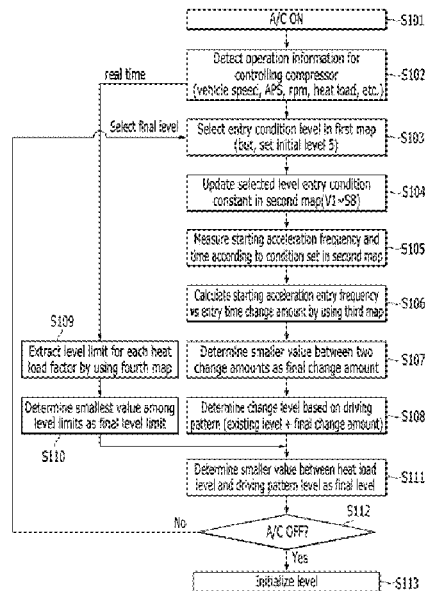 A/C ON
S101
real time
Detect operation information for
controlling compressor
(vehicle speed, APS, rpm, heat load, etc.)
S102
Select final level
Select entry condition level in first map
(but, set initial level 5)
S103
Update selected level entry condition
constant in second map(V1~S8)
S104
Measure starting acceleration frequency and
time according to condition set in second map
S105
Calculate starting acceleration entry frequency
vs entry time change amount by using third map
S106
S109
Extract level limit for each heat
load factor by using fourth map
Determine smaller value between two
change amounts as final change amount
S107
Determine smallest value among
level limits as final level limit
S110
Determine change level based on driving
pattern (existing level + final change amount)
S108
Determine smaller value between heat load
level and driving pattern level as final level
S111
No
A/C OFF?
S112
Yes
Initialize level
S113